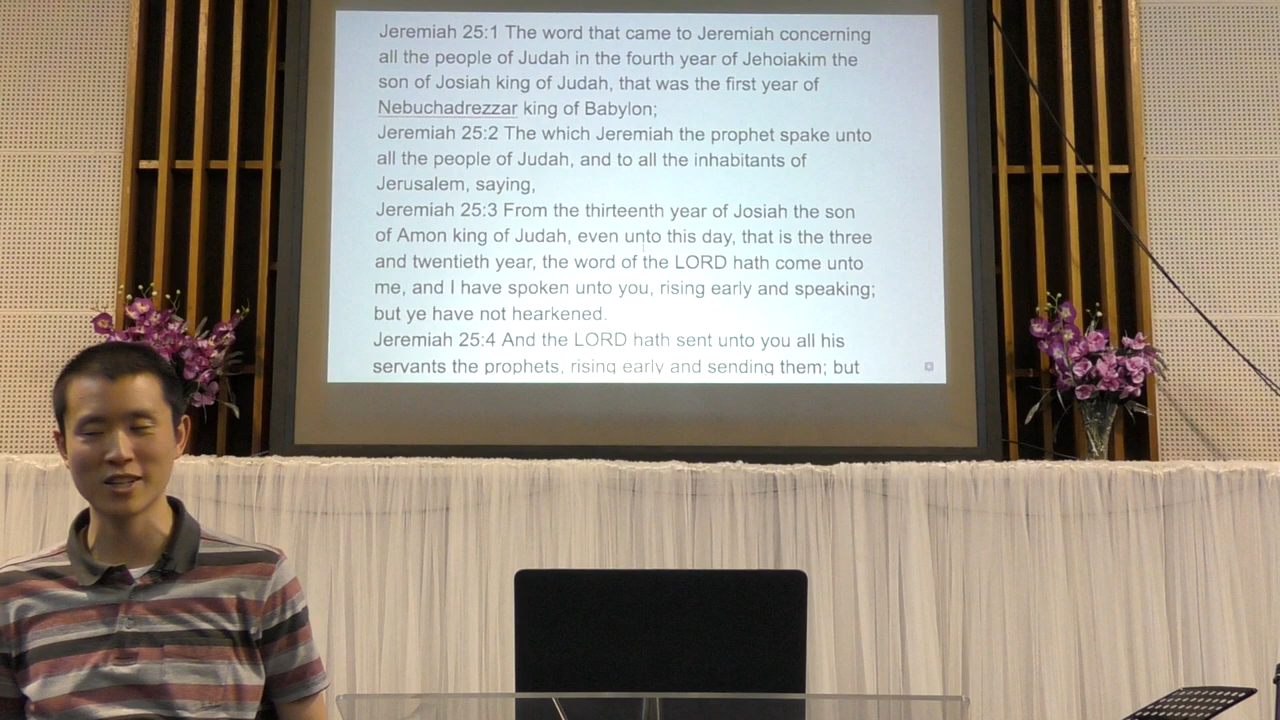 Jeremiah 25:1 The word that came to Jeremiah concerning
all the people of Judah in the fourth year of Jehoiakim the
son of Josiah king of Judah, that was the first year of
Nebuchadrezzar king of Babylon;
Jeremiah 25:2 The which Jeremiah the prophet spake unto
all the people of Judah, and to all the inhabitants of
Jerusalem, saying,
Jeremiah 25:3 From the thirteenth year of Josiah the son
of Amon king of Judah, even unto this day, that is the three
and twentieth year, the word of the LORD hath come unto
me, and I have spoken unto you, rising early and speaking;
but ye have not hearkened.
Jeremiah 25:4 And the LORD hath sent unto you all his
servants the prophets, rising early and sending them; but